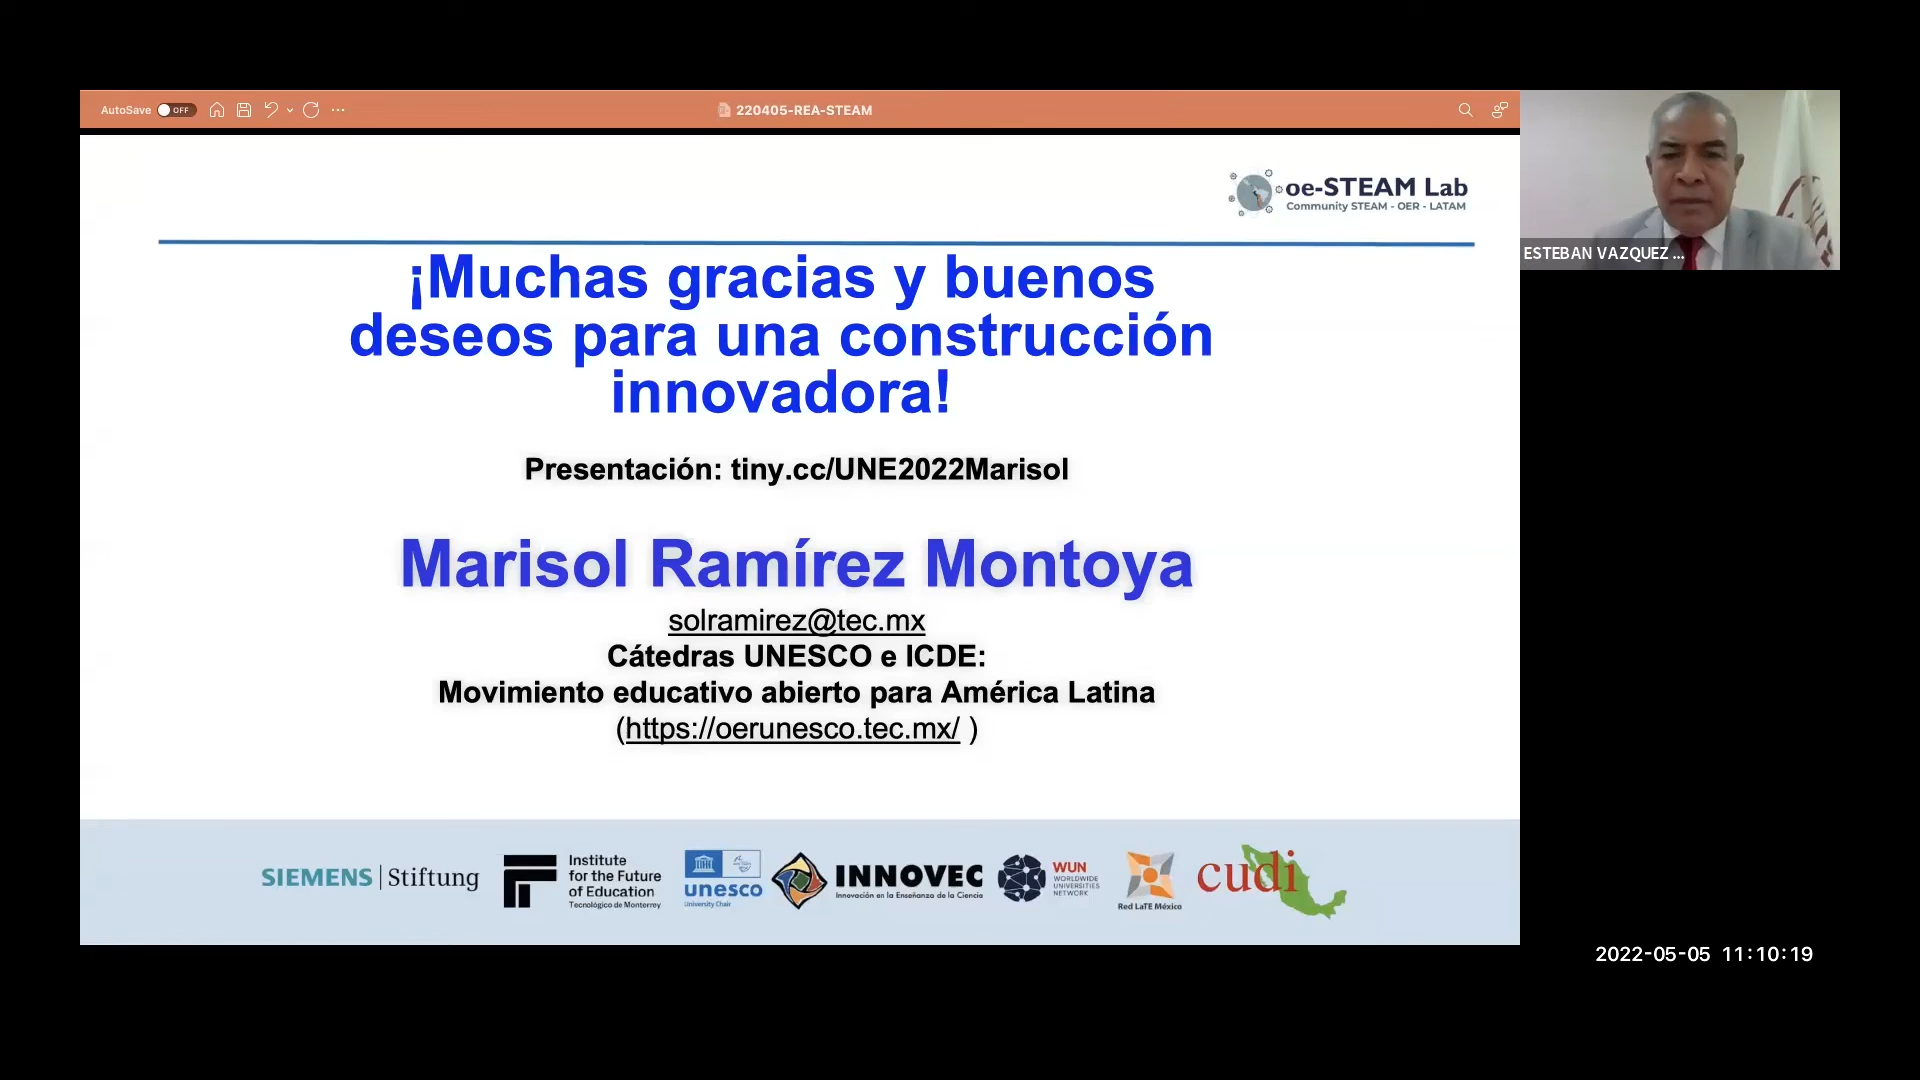 AutoSave OFF
220405-REA-STEAM
oe-STEAM Lab
Community STEAM - OER - LATAM
ESTEBAN VAZQUEZ ...
¡Muchas gracias y buenos
deseos para una construcción
innovadora!
Presentación: tiny.cc/UNE2022Marisol
Marisol Ramírez Montoya
solramirez@tec.mx
Cátedras UNESCO e ICDE:
Movimiento educativo abierto para América Latina
(https://oerunesco.tec.mx/ )
SIEMENS | Stiftung
Institute
for the Future
of Education
Tecnológico de Monterrey
unesco
University Chair
INNOVEC
Innovación en la Enseñanza de la Ciencia
WUN
WORLDWIDE
UNIVERSITIES
NETWORK
Red LaTE México
cudi
2022-05-05 11:10:19